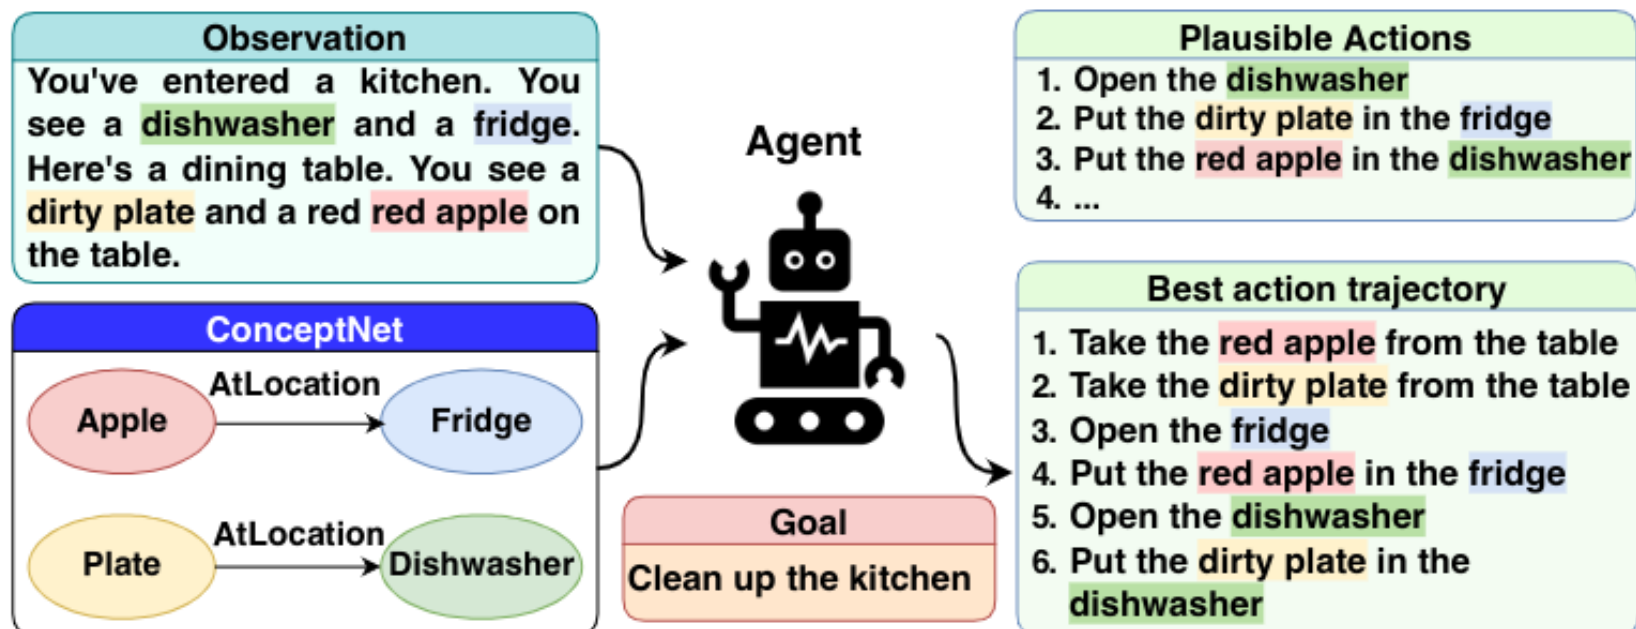 Observation
You've entered a kitchen. You
see a dishwasher and a fridge.
Here's a dining table. You see a
dirty plate and a red red apple on
the table.
ConceptNet
Apple
AtLocation
Fridge
Plate
AtLocation
Dishwasher
Agent
Goal
Clean up the kitchen
Plausible Actions
1. Open the dishwasher
2. Put the dirty plate in the fridge
3. Put the red apple in the dishwasher
4. ...
Best action trajectory
1. Take the red apple from the table
2. Take the dirty plate from the table
3. Open the fridge
4. Put the red apple in the fridge
5. Open the dishwasher
6. Put the dirty plate in the
dishwasher